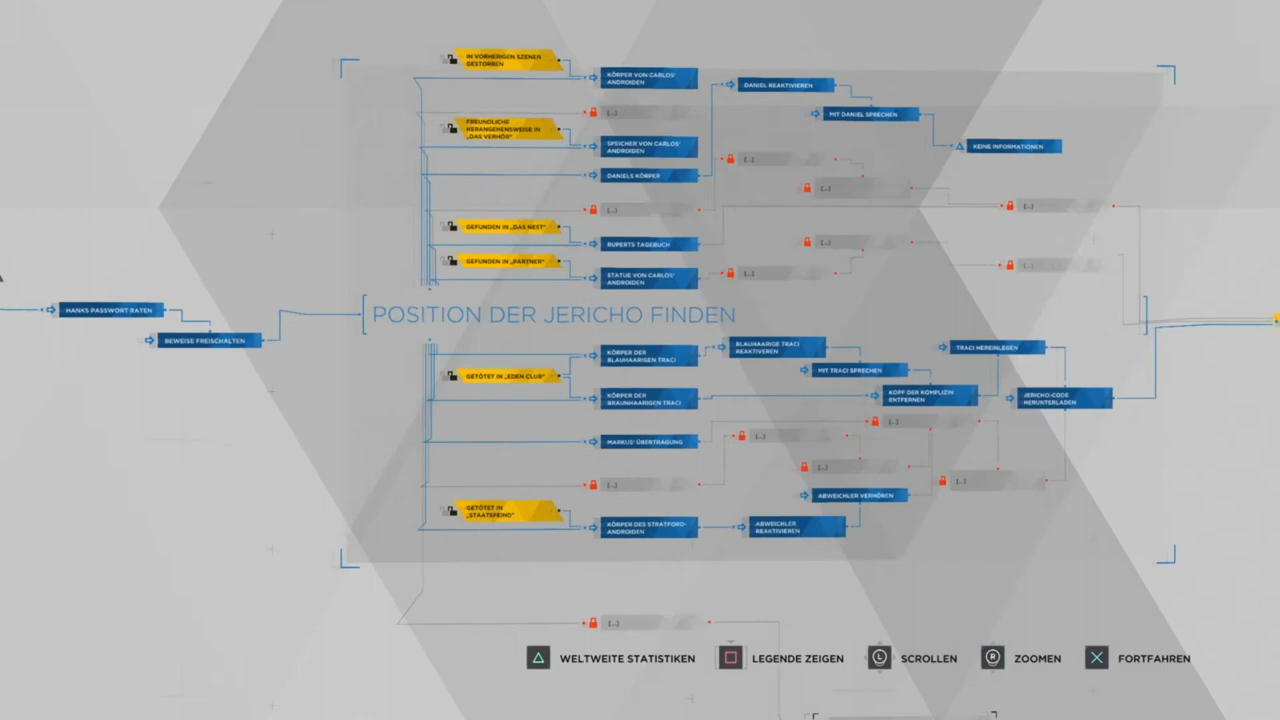 IN VORHERIGEN SZENEN
GESTORBEN
KÖRPER VON CARLOS'
ANDROIDEN
DANIEL REAKTIVIEREN
[...]
MIT DANIEL SPRECHEN
FREUNDLICHE
HERANGEHENSWEISE IN
„DAS VERHÖR"
SPEICHER VON CARLOS'
ANDROIDEN
KEINE INFORMATIONEN
[...]
DANIELS KÖRPER
[...]
[...]
[...]
GEFUNDEN IN „DAS NEST"
RUPERTS TAGEBUCH
[...]
GEFUNDEN IN „PARTNER"
[...]
STATUE VON CARLOS'
ANDROIDEN
[...]
HANKS PASSWORT RATEN
POSITION DER JERICHO FINDEN
BEWEISE FREISCHALTEN
KÖRPER DER
BLAUHAARIGEN TRACI
BLAUHAARIGE TRACI
REAKTIVIEREN
TRACI HEREINLEGEN
GETÖTET IN „EDEN CLUB"
MIT TRACI SPRECHEN
KÖRPER DER
BRAUNHAARIGEN TRACI
KOPF DER KOMPLIZIN
ENTFERNEN
JERICHO-CODE
HERUNTERLADEN
[...]
MARKUS' ÜBERTRAGUNG
[...]
[...]
[...]
[...]
ABWEICHLER VERHÖREN
GETÖTET IN
„STAATSFEIND"
KÖRPER DES STRATFORD-
ANDROIDEN
ABWEICHLER
REAKTIVIEREN
[...]
WELTWEITE STATISTIKEN
LEGENDE ZEIGEN
L
SCROLLEN
R
ZOOMEN
FORTFAHREN